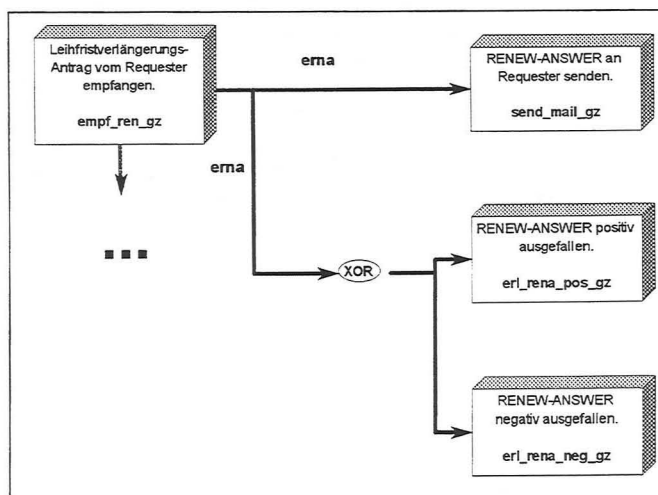 Leihfristverlängerungs-
Antrag vom Requester
empfangen.
empf_ren_gz
erna
RENEW-ANSWER an
Requester senden.
send_mail_gz
erna
XOR
RENEW-ANSWER positiv
ausgefallen.
erl_rena_pos_gz
RENEW-ANSWER
negativ ausgefallen.
erl_rena_neg_gz